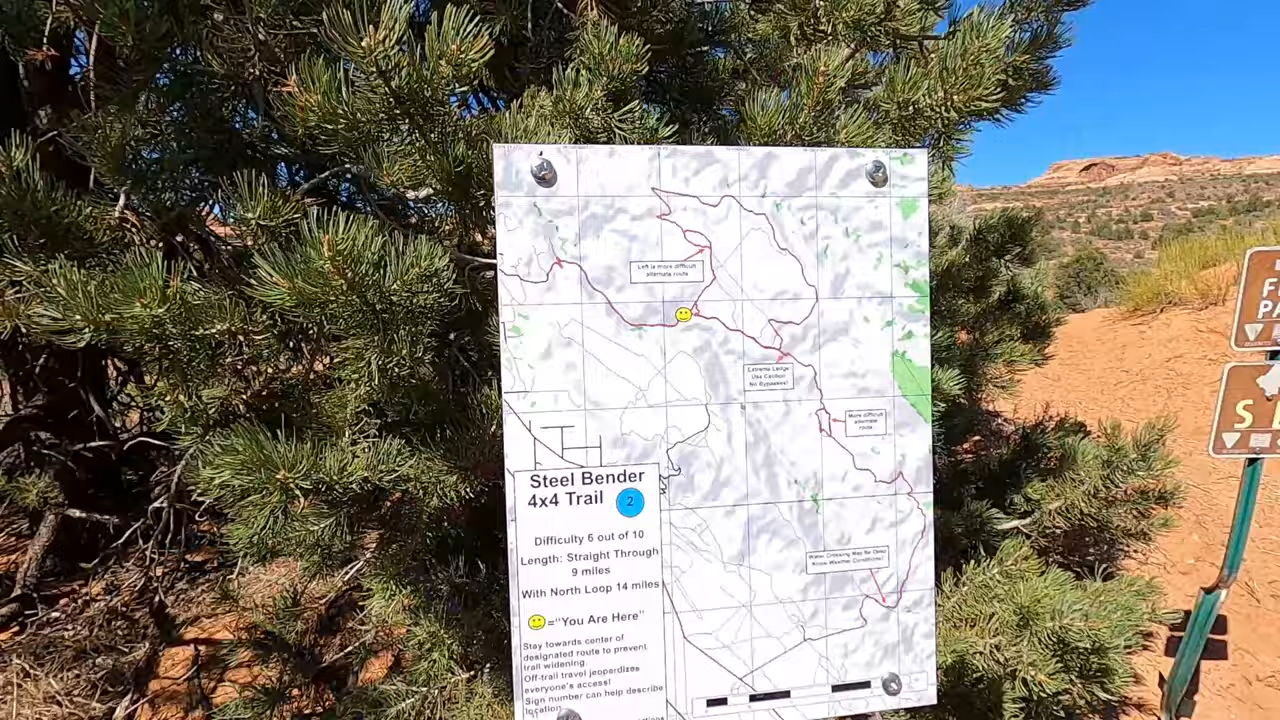 Left is more difficult
alternate route
Extreme Ledge
Use Caution
No Bypasses!
More difficult
alternate
route
Water Crossing May Be Deep
Know Weather Conditions!
Steel Bender
4x4 Trail
2
Difficulty 6 out of 10
Length: Straight Through
9 miles
With North Loop 14 miles
="You Are Here"
Stay towards center of
designated route to prevent
trail widening.
Off-trail travel jeopardizes
everyone's access!
Sign number can help describe
location
F
PA
S